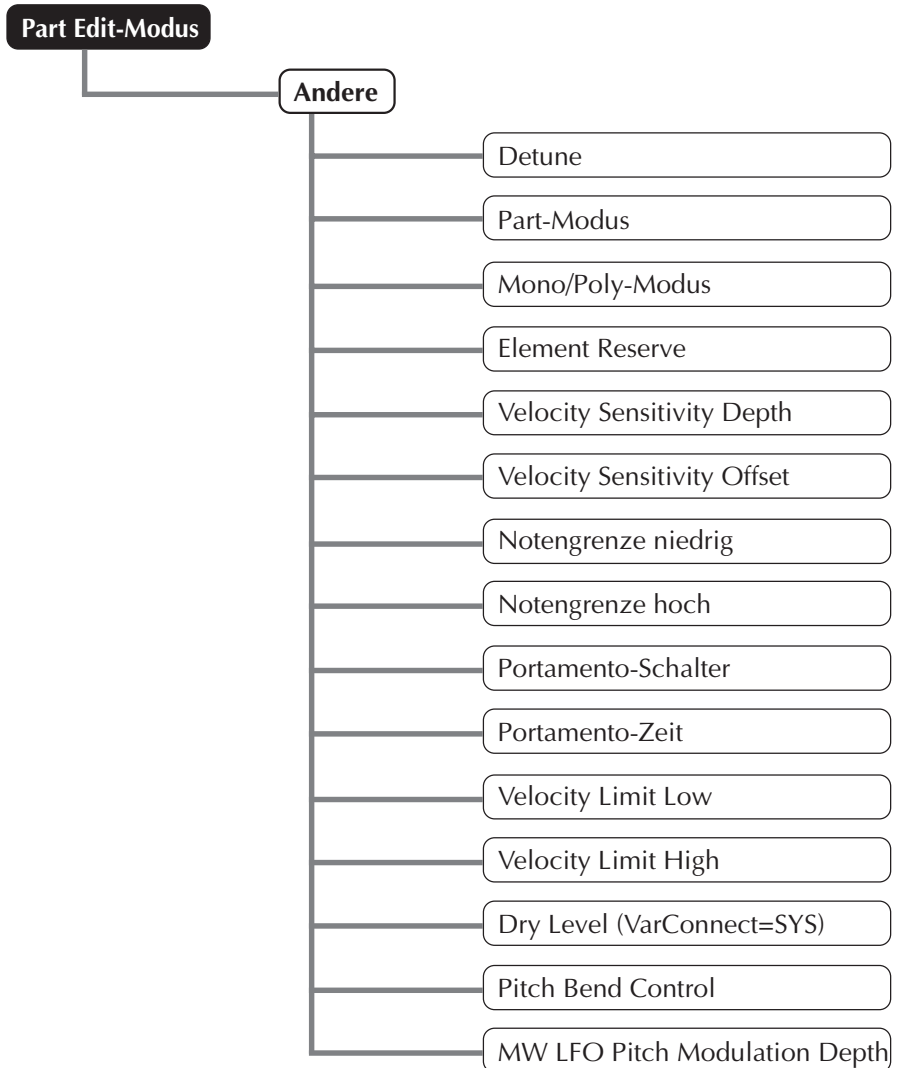 Part Edit-Modus
Andere
Detune
Part-Modus
Mono/Poly-Modus
Element Reserve
Velocity Sensitivity Depth
Velocity Sensitivity Offset
Notengrenze niedrig
Notengrenze hoch
Portamento-Schalter
Portamento-Zeit
Velocity Limit Low
Velocity Limit High
Dry Level (VarConnect=SYS)
Pitch Bend Control
MW LFO Pitch Modulation Depth